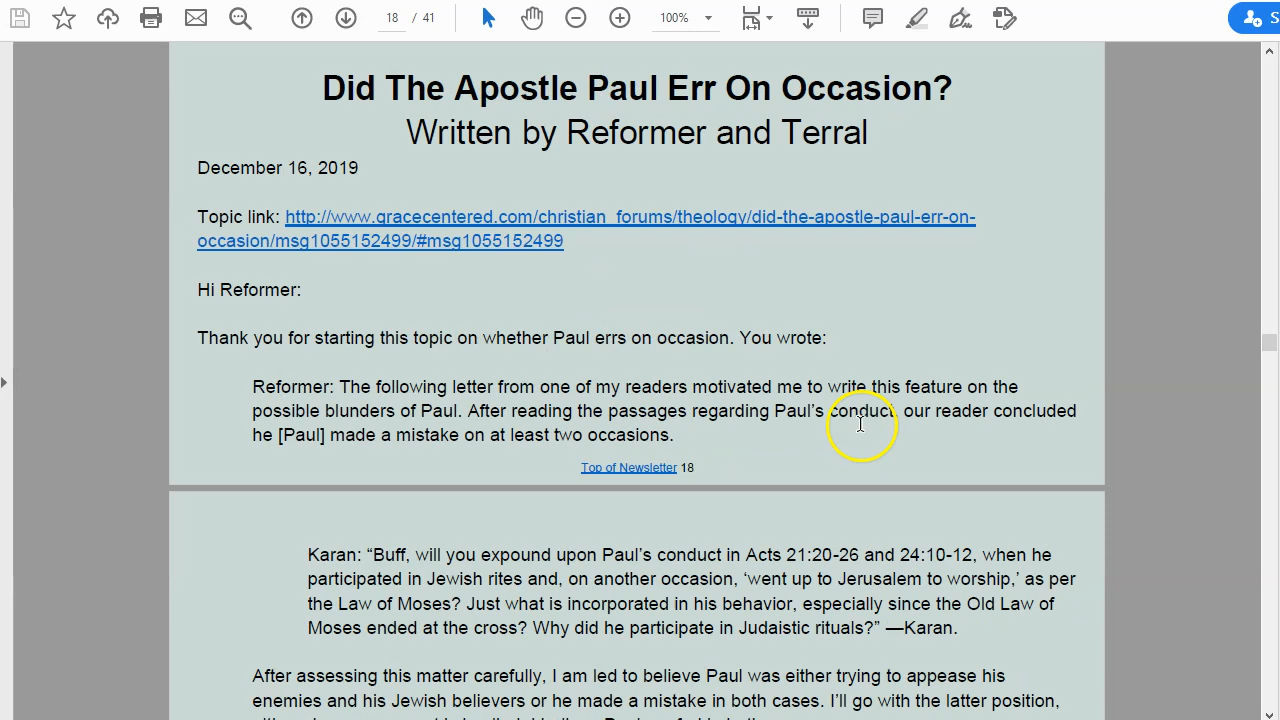 18 / 41
100%
S
Did The Apostle Paul Err On Occasion?
Written by Reformer and Terral
December 16, 2019
Topic link: http://www.gracecentered.com/christian_forums/theology/did-the-apostle-paul-err-on-
occasion/msg1055152499/#msg1055152499
Hi Reformer:
Thank you for starting this topic on whether Paul errs on occasion. You wrote:
Reformer: The following letter from one of my readers motivated me to write this feature on the
possible blunders of Paul. After reading the passages regarding Paul’s conduct, our reader concluded
he [Paul] made a mistake on at least two occasions.
Top of Newsletter 18
Karan: “Buff, will you expound upon Paul’s conduct in Acts 21:20-26 and 24:10-12, when he
participated in Jewish rites and, on another occasion, ‘went up to Jerusalem to worship,’ as per
the Law of Moses? Just what is incorporated in his behavior, especially since the Old Law of
Moses ended at the cross? Why did he participate in Judaistic rituals?” —Karan.
After assessing this matter carefully, I am led to believe Paul was either trying to appease his
enemies and his Jewish believers or he made a mistake in both cases. I’ll go with the latter position,